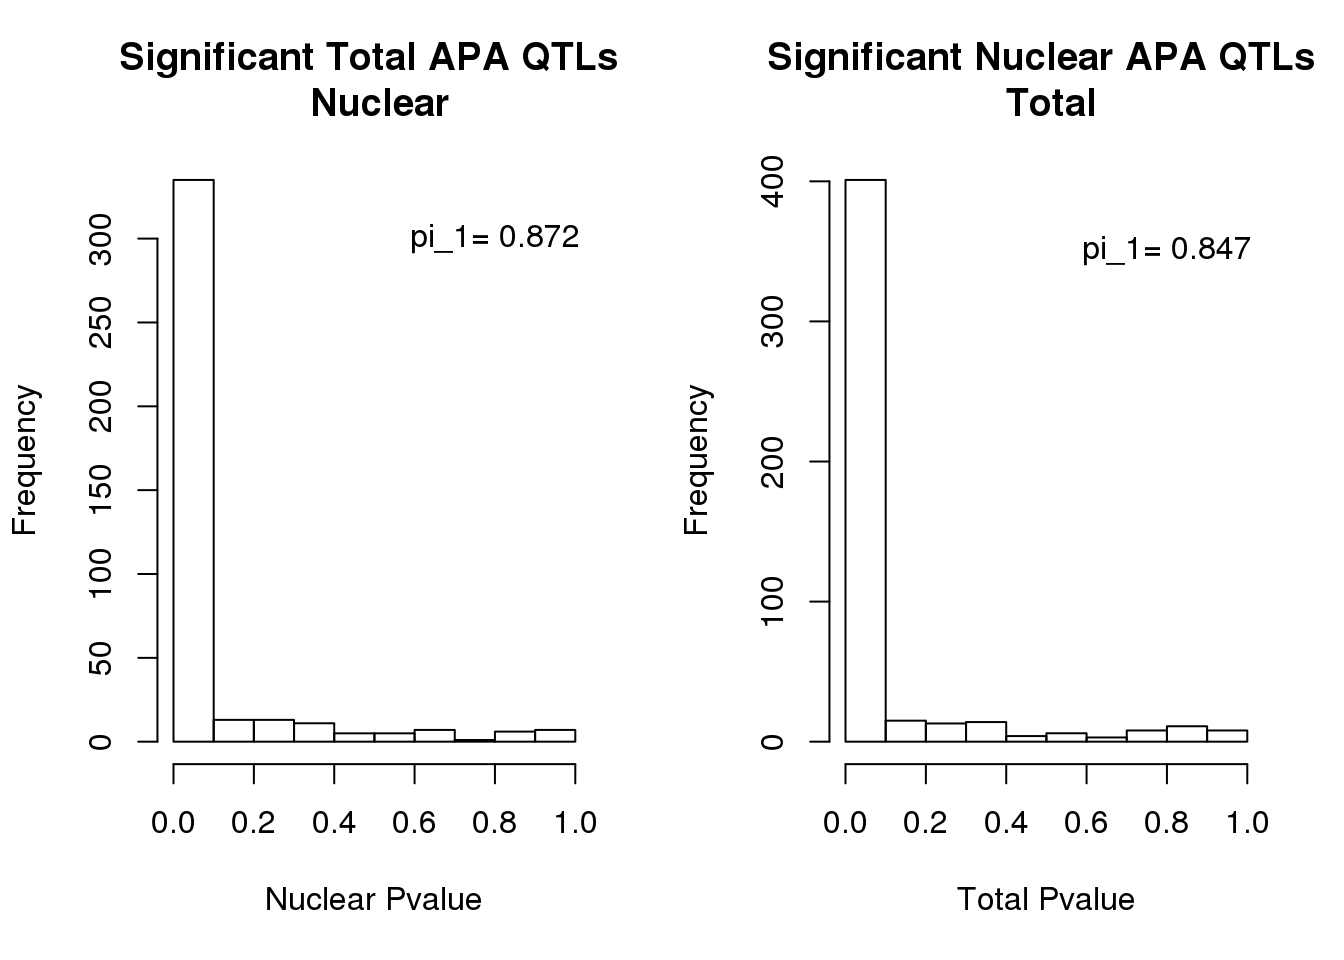 Significant Total APA QTLs
Nuclear
pi_1= 0.872
Frequency
0
50
100
150
200
250
300
0.0 0.2 0.4 0.6 0.8 1.0
Nuclear Pvalue
Significant Nuclear APA QTLs
Total
pi_1= 0.847
Frequency
0
100
200
300
400
0.0 0.2 0.4 0.6 0.8 1.0
Total Pvalue